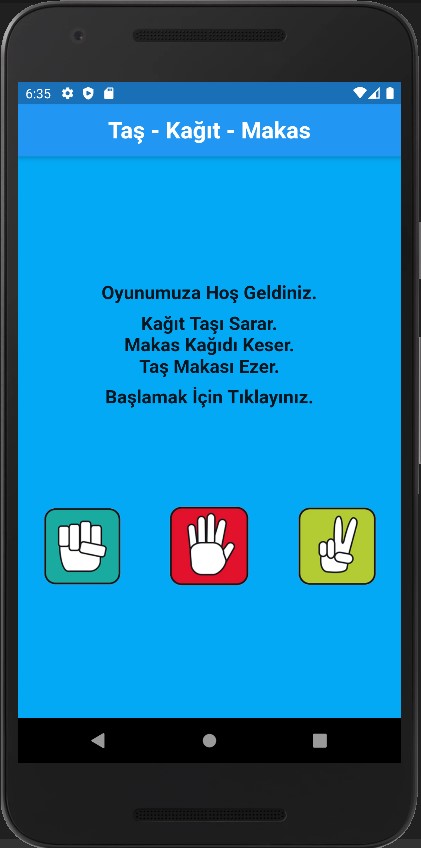 6:35
Taş - Kağıt - Makas
Oyunumuza Hoş Geldiniz.
Kağıt Taşı Sarar.
Makas Kağıdı Keser.
Taş Makası Ezer.
Başlamak İçin Tıklayınız.